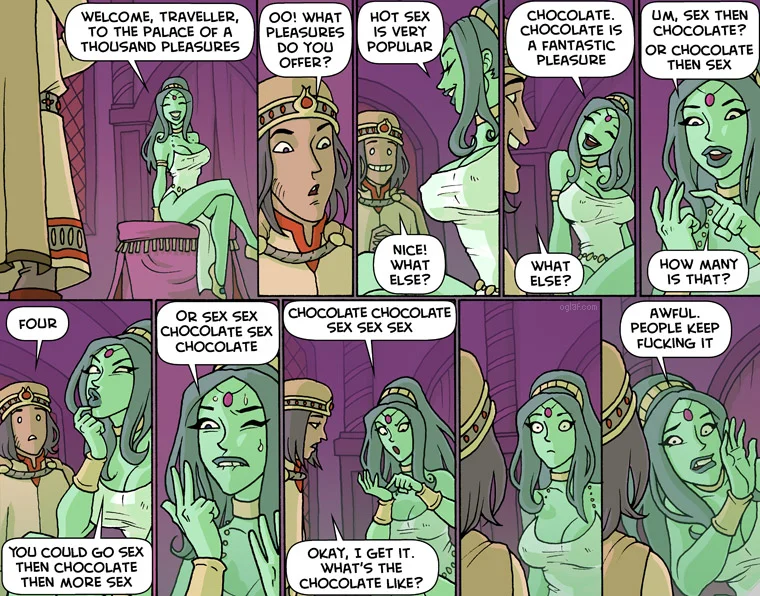 WELCOME, TRAVELLER,
TO THE PALACE OF A
THOUSAND PLEASURES
OO! WHAT
PLEASURES
DO YOU
OFFER?
HOT SEX
IS VERY
POPULAR
NICE!
WHAT
ELSE?
CHOCOLATE.
CHOCOLATE IS
A FANTASTIC
PLEASURE
WHAT
ELSE?
UM, SEX THEN
CHOCOLATE?
OR CHOCOLATE
THEN SEX
HOW MANY
IS THAT?
FOUR
YOU COULD GO SEX
THEN CHOCOLATE
THEN MORE SEX
OR SEX SEX
CHOCOLATE SEX
CHOCOLATE
CHOCOLATE CHOCOLATE
SEX SEX SEX
OKAY, I GET IT.
WHAT'S THE
CHOCOLATE LIKE?
oglaf.com
AWFUL.
PEOPLE KEEP
FUCKING IT